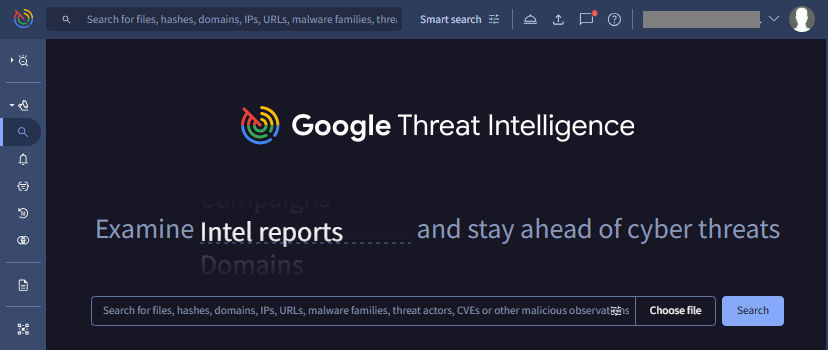 Search for files, hashes, domains, IPs, URLs, malware families, threa
Smart search
Google Threat Intelligence
Campaigns
Examine Intel reports and stay ahead of cyber threats
Domains
Search for files, hashes, domains, IPs, URLs, malware families, threat actors, CVEs or other malicious observations
Choose file
Search